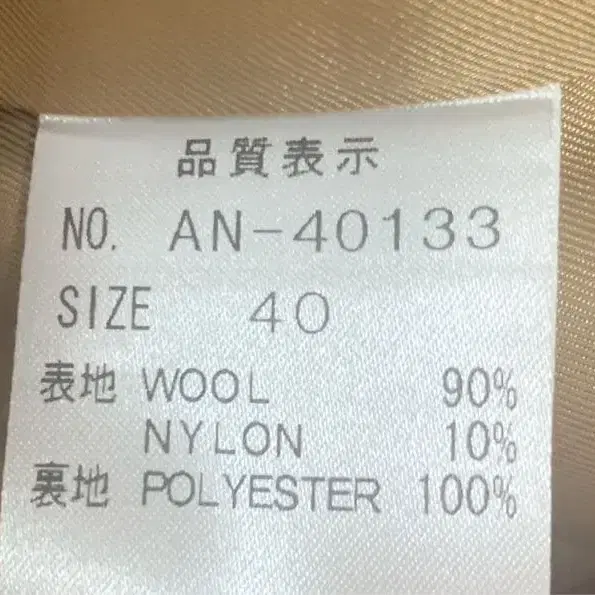 品質表示
NO. AN-40133
SIZE 40
表地 WOOL 90%
NYLON 10%
裏地 POLYESTER 100%